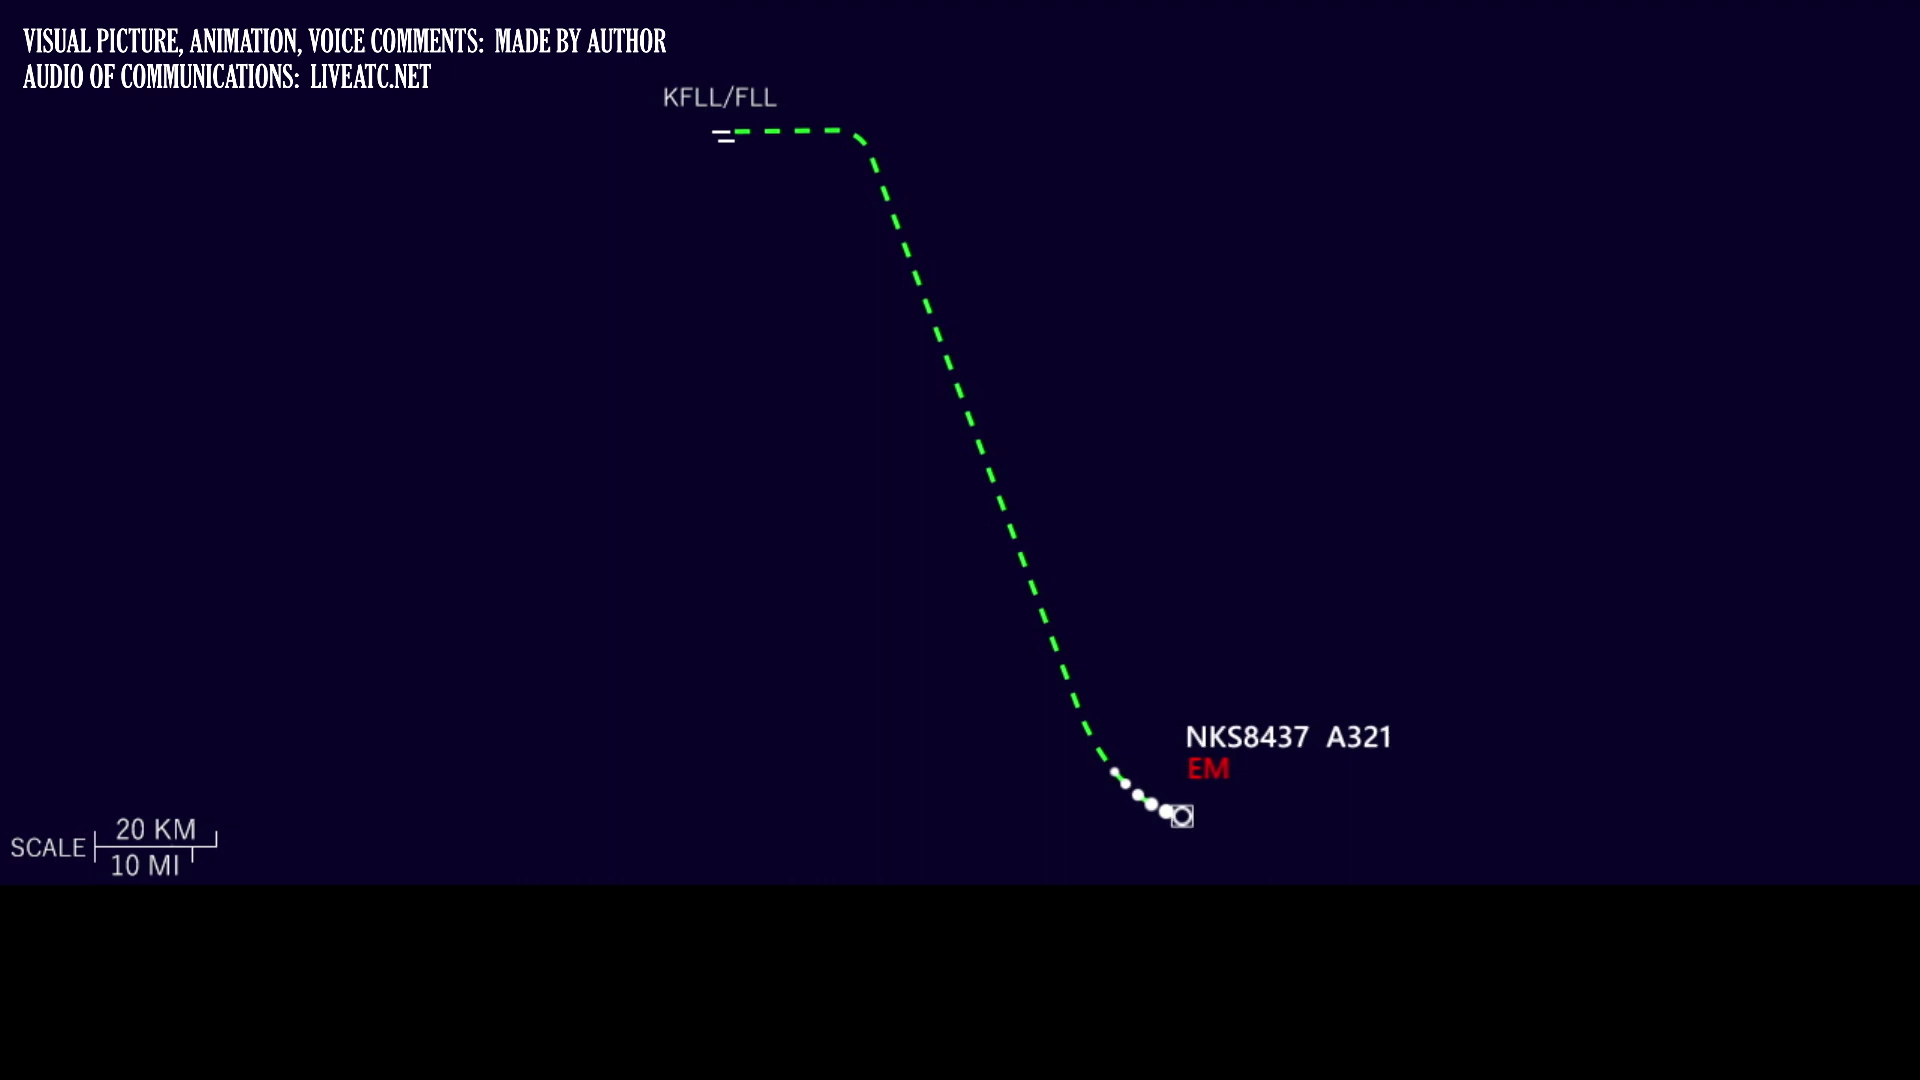 VISUAL PICTURE, ANIMATION, VOICE COMMENTS: MADE BY AUTHOR
AUDIO OF COMMUNICATIONS: LIVEATC.NET
KFLL/FLL
NKS8437 A321
EM
20 KM
SCALE
10 MI